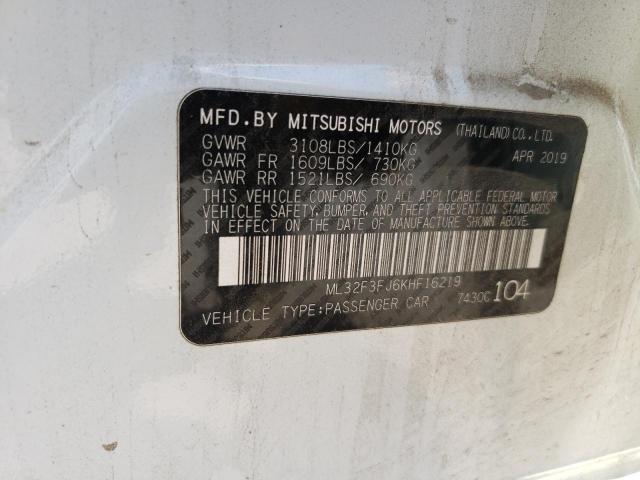 MFD.BY MITSUBISHI MOTORS (THAILAND)CO.,LTD.
GVWR 3108LBS/1410KG APR 2019
GAWR FR 1609LBS/ 730KG
GAWR RR 1521LBS/ 690KG
THIS VEHICLE CONFORMS TO ALL APPLICABLE FEDERAL MOTOR
VEHICLE SAFETY, BUMPER, AND THEFT PREVENTION STANDARDS
IN EFFECT ON THE DATE OF MANUFACTURE SHOWN ABOVE.
ML32F3FJ6KHF16219
VEHICLE TYPE:PASSENGER CAR 7430C 104